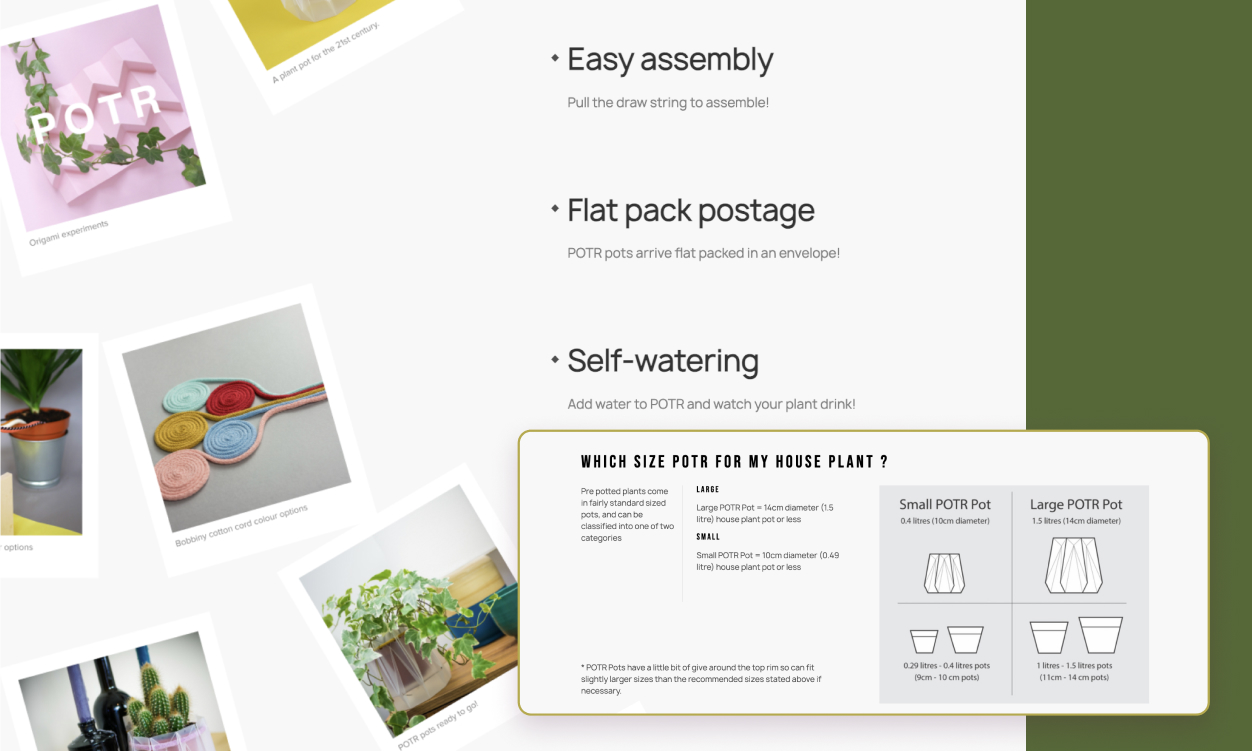 A plant pot for the 21st century.
POTR
Origami experiments
Easy assembly
Pull the draw string to assemble!
Flat pack postage
POTR pots arrive flat packed in an envelope!
Self-watering
Add water to POTR and watch your plant drink!
Bobbiny cotton cord colour options
options
POTR pots ready to go!
WHICH SIZE POTR FOR MY HOUSE PLANT ?
Pre potted plants come
in fairly standard sized
pots, and can be
classified into one of two
categories
LARGE
Large POTR Pot = 14cm diameter (1.5
litre) house plant pot or less
SMALL
Small POTR Pot = 10cm diameter (0.49
litre) house plant pot or less
* POTR Pots have a little bit of give around the top rim so can fit
slightly larger sizes than the recommended sizes stated above if
necessary.
Small POTR Pot
0.4 litres (10cm diameter)
Large POTR Pot
1.5 litres (14cm diameter)
0.29 litres - 0.4 litres pots
(9cm - 10 cm pots)
1 litres - 1.5 litres pots
(11cm - 14 cm pots)